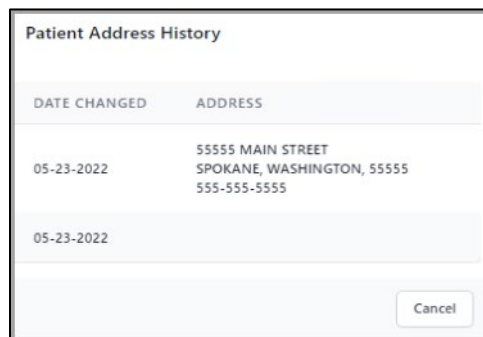 Patient Address History
DATE CHANGED ADDRESS
55555 MAIN STREET
05-23-2022 SPOKANE, WASHINGTON, 55555
555-555-5555
05-23-2022
Cancel